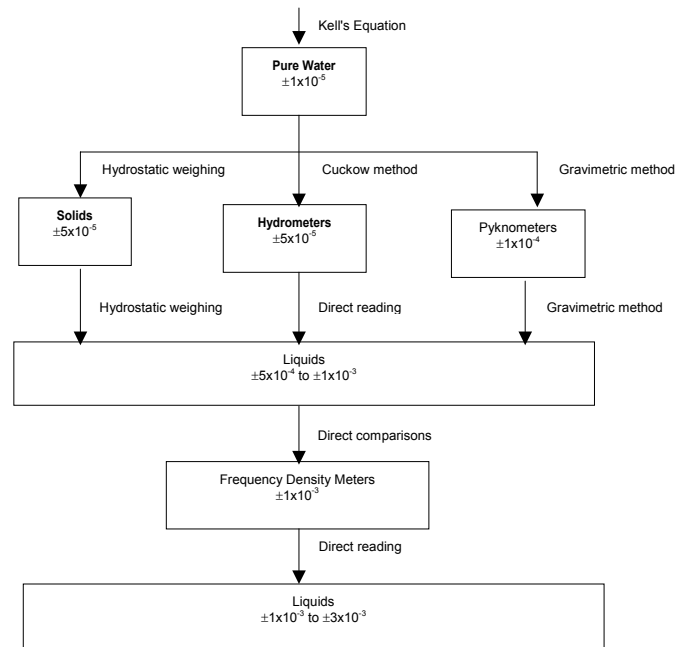 Kell's Equation
Pure Water
±1x10⁻⁵
Hydrostatic weighing
Cuckow method
Gravimetric method
Solids
±5x10⁻⁵
Hydrometers
±5x10⁻⁵
Pyknometers
±1x10⁻⁴
Hydrostatic weighing
Direct reading
Gravimetric method
Liquids
±5x10⁻⁴ to ±1x10⁻³
Direct comparisons
Frequency Density Meters
±1x10⁻³
Direct reading
Liquids
±1x10⁻³ to ±3x10⁻³